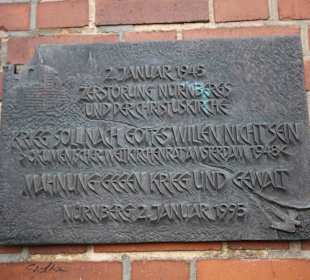 2. JANUAR 1945
ZERSTÖRUNG NÜRNBERGS
UND DER CHRISTUSKIRCHE
KRIEG SOLL NACH GOTTES WILLEN NICHT SEIN
ÖKUMENISCHER WELTKIRCHENRAT AMSTERDAM 1948
MAHNUNG GEGEN KRIEG UND GEWALT
NÜRNBERG, 2. JANUAR 1995